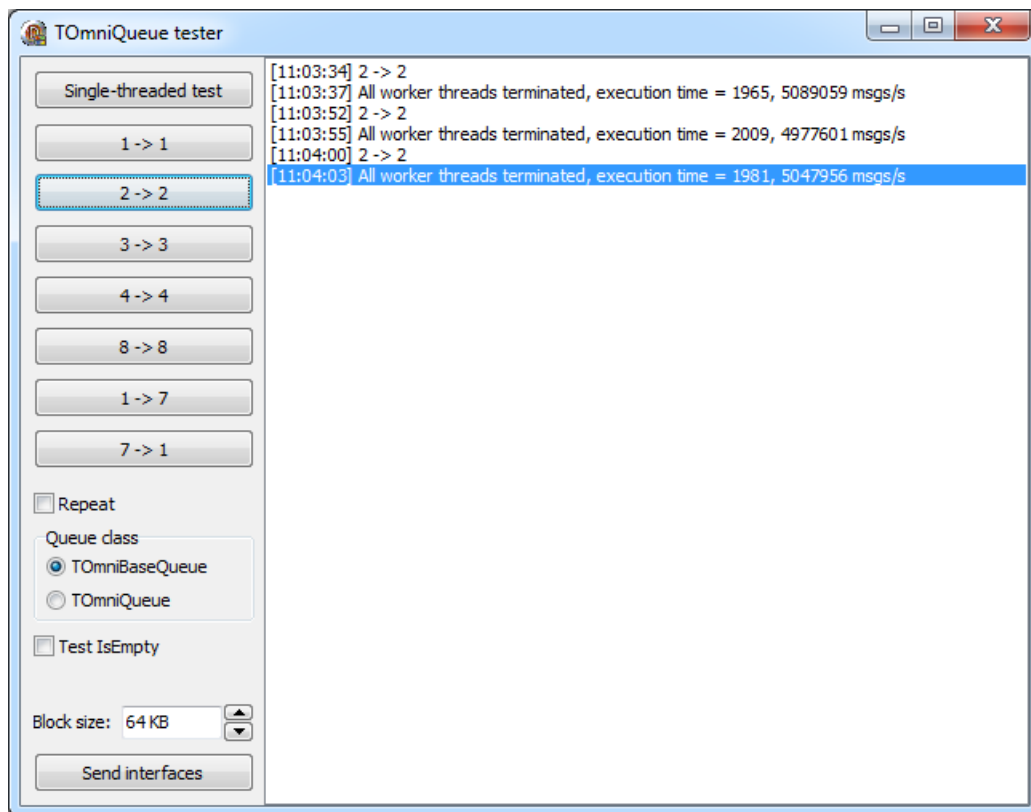 TOmniQueue tester
Single-threaded test
1 -> 1
2 -> 2
3 -> 3
4 -> 4
8 -> 8
1 -> 7
7 -> 1
Repeat
Queue class
TOmniBaseQueue
TOmniQueue
Test IsEmpty
Block size: 64 KB
Send interfaces
[11:03:34] 2 -> 2
[11:03:37] All worker threads terminated, execution time = 1965, 5089059 msgs/s
[11:03:52] 2 -> 2
[11:03:55] All worker threads terminated, execution time = 2009, 4977601 msgs/s
[11:04:00] 2 -> 2
[11:04:03] All worker threads terminated, execution time = 1981, 5047956 msgs/s